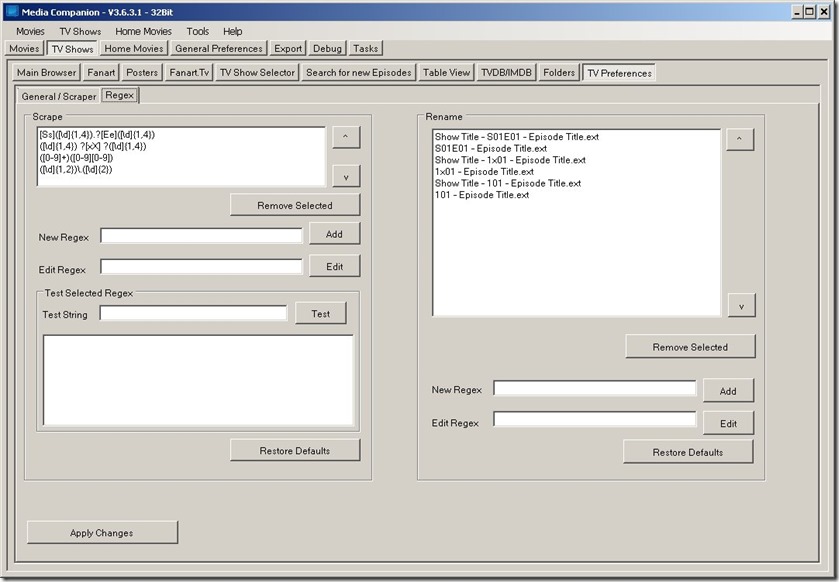 Media Companion - V3.6.3.1 - 32Bit
Movies TV Shows Home Movies Tools Help
Movies TV Shows Home Movies General Preferences Export Debug Tasks
Main Browser Fanart Posters Fanart.Tv TV Show Selector Search for new Episodes Table View TVDB/IMDB Folders TV Preferences
General / Scraper Regex
Scrape
[Ss]([\d]{1,4}).?[Ee]([\d]{1,4})
([\d]{1,4}) ?[xX] ?([\d]{1,4})
([0-9]+)([0-9][0-9])
([\d]{1,2})\.([\d]{2})
^
v
Remove Selected
New Regex Add
Edit Regex Edit
Test Selected Regex
Test String Test
Restore Defaults
Rename
Show Title - S01E01 - Episode Title.ext
S01E01 - Episode Title.ext
Show Title - 1x01 - Episode Title.ext
1x01 - Episode Title.ext
Show Title - 101 - Episode Title.ext
101 - Episode Title.ext
^
v
Remove Selected
New Regex Add
Edit Regex Edit
Restore Defaults
Apply Changes